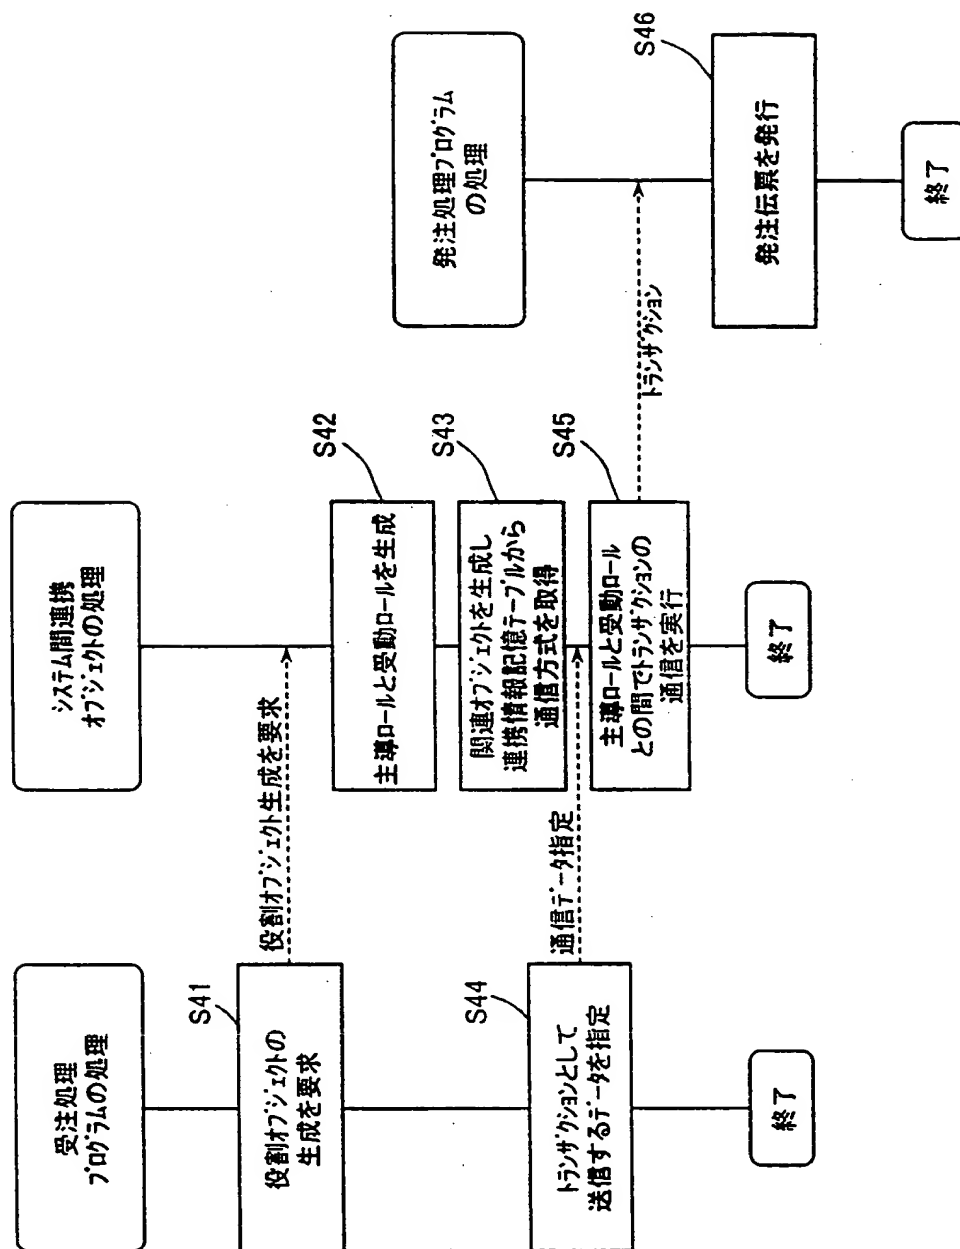 受注処理
プログラムの処理
S41
役割オブジェクトの
生成を要求
役割オブジェクト生成を要求
S44
トランザクションとして
送信するデータを指定
通信データ指定
終了
システム間連携
オブジェクトの処理
S42
主導ロールと受動ロールを生成
S43
関連オブジェクトを生成し
連携情報記憶テーブルから
通信方式を取得
S45
主導ロールと受動ロール
との間でトランザクションの
通信を実行
トランザクション
終了
発注処理プログラム
の処理
S46
発注伝票を発行
終了